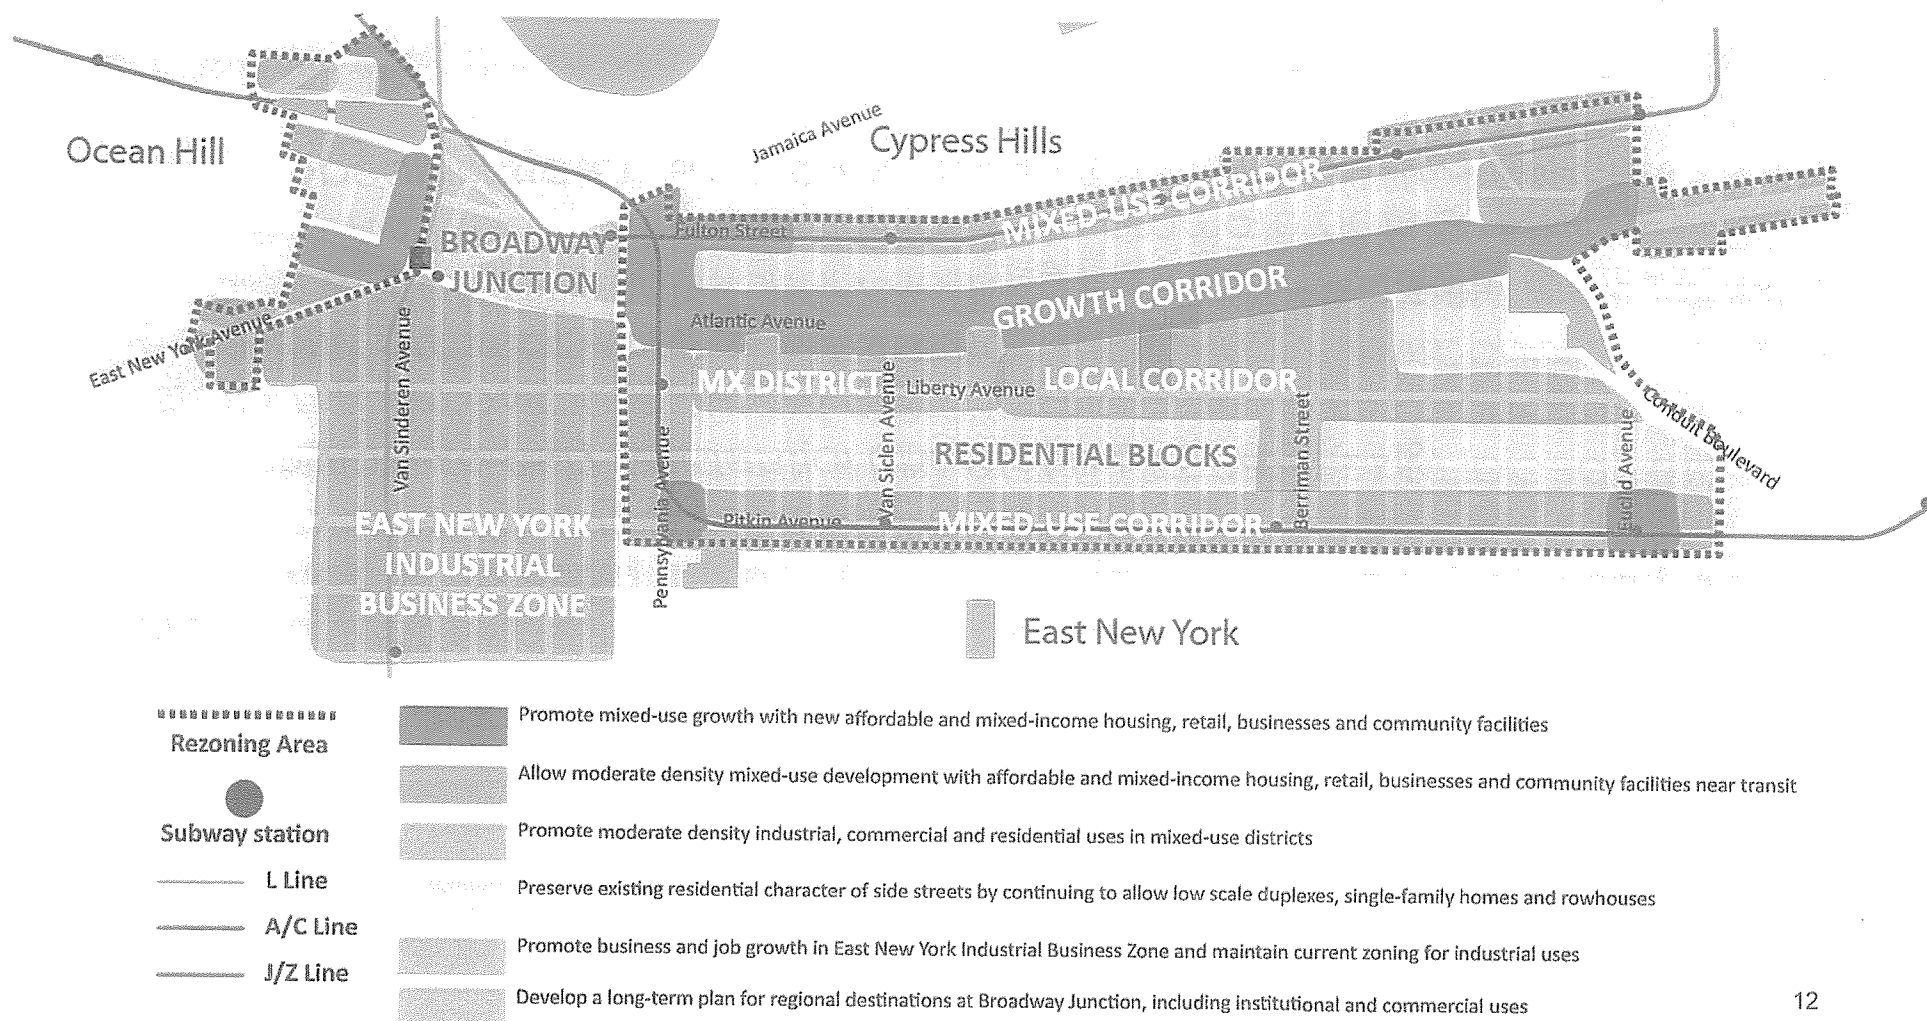 Ocean Hill
Jamaica Avenue
Cypress Hills
MIXED-USE CORRIDOR
Fulton Street
BROADWAY
JUNCTION
GROWTH CORRIDOR
Atlantic Avenue
East New York Avenue
Van Sinderen Avenue
MX DISTRICT
Liberty Avenue
LOCAL CORRIDOR
Van Siclen Avenue
Berriman Street
Conduit Boulevard
Euclid Avenue
RESIDENTIAL BLOCKS
Pennsylvania Avenue
Pitkin Avenue
MIXED-USE CORRIDOR
EAST NEW YORK
INDUSTRIAL
BUSINESS ZONE
East New York
Rezoning Area
Subway station
L Line
A/C Line
J/Z Line
Promote mixed-use growth with new affordable and mixed-income housing, retail, businesses and community facilities
Allow moderate density mixed-use development with affordable and mixed-income housing, retail, businesses and community facilities near transit
Promote moderate density industrial, commercial and residential uses in mixed-use districts
Preserve existing residential character of side streets by continuing to allow low scale duplexes, single-family homes and rowhouses
Promote business and job growth in East New York Industrial Business Zone and maintain current zoning for industrial uses
Develop a long-term plan for regional destinations at Broadway Junction, including institutional and commercial uses
12